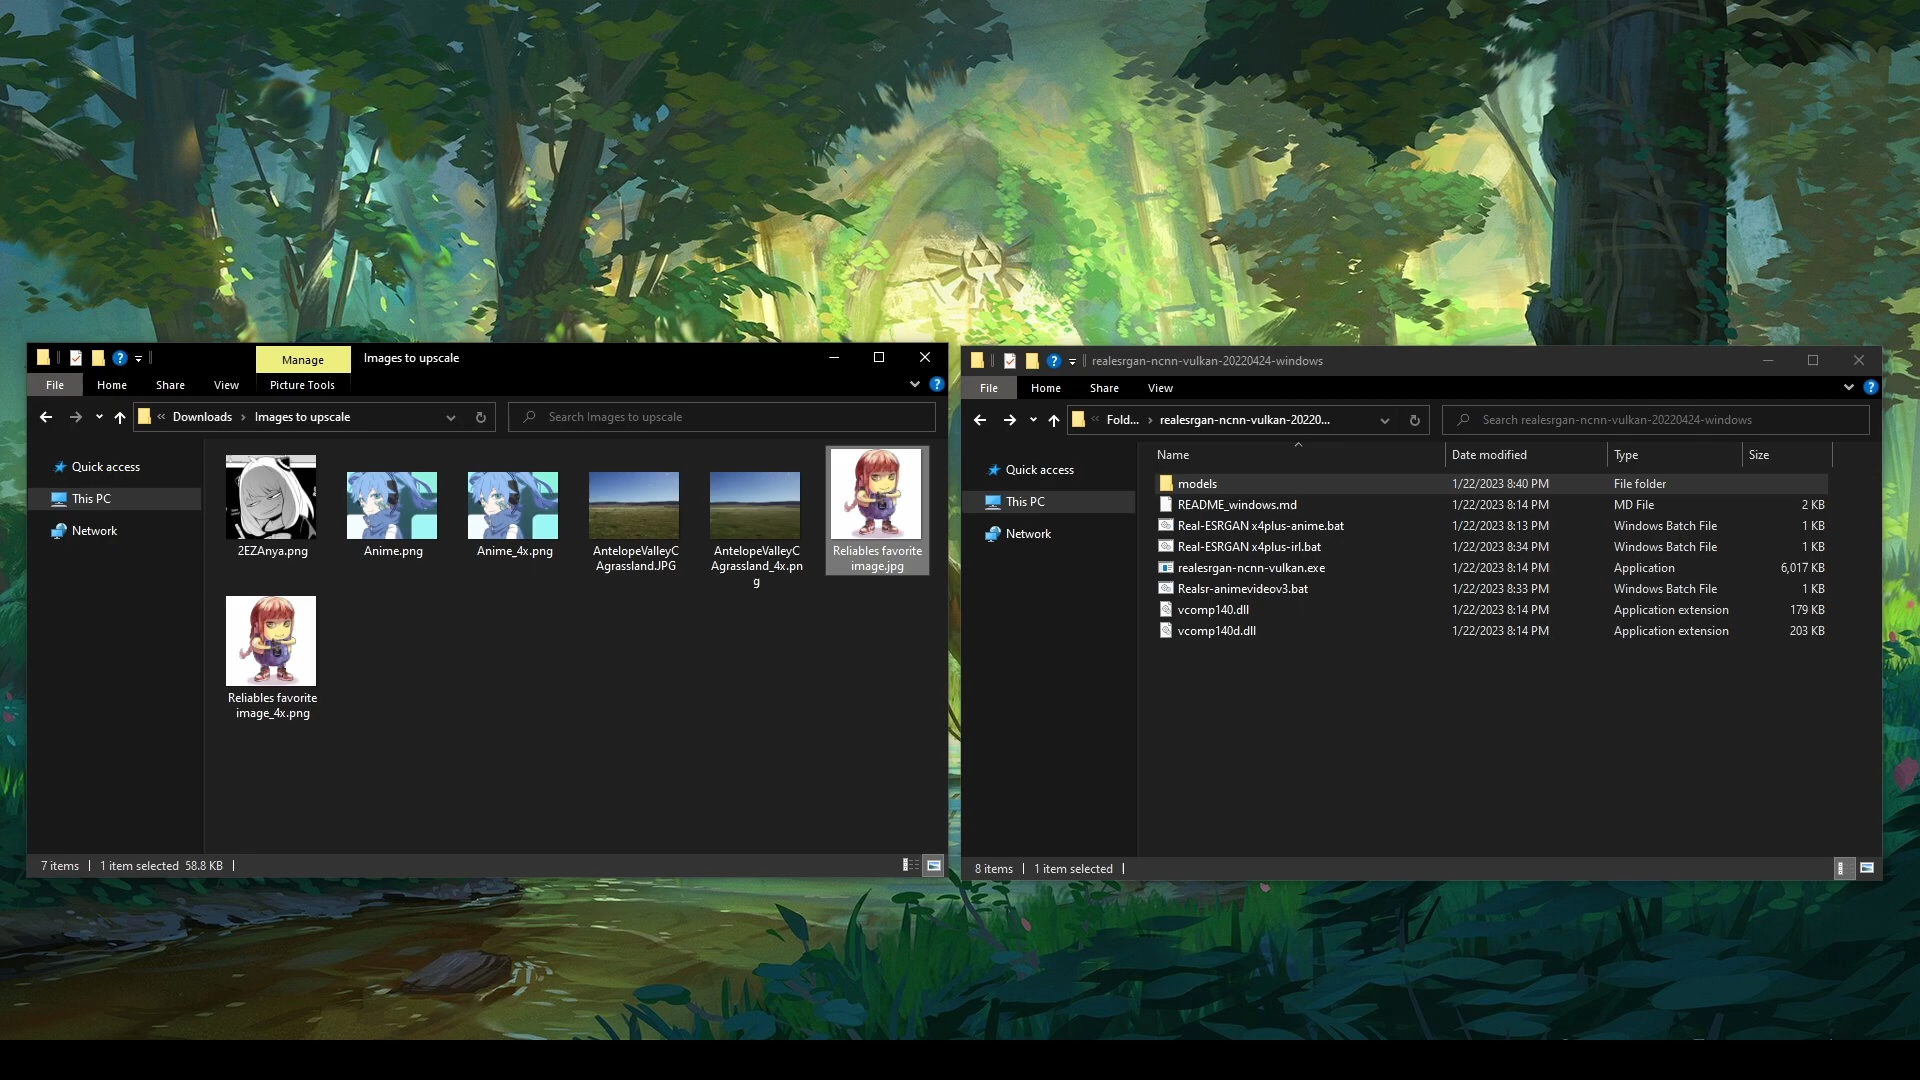 Manage
Images to upscale
File
Home
Share
View
Picture Tools
Downloads
Images to upscale
Search Images to upscale
Quick access
This PC
Network
2EZAnya.png
Anime.png
Anime_4x.png
AntelopeValleyC
Agrassland.JPG
AntelopeValleyC
Agrassland_4x.pn
g
Reliables favorite
image.jpg
Reliables favorite
image_4x.png
7 items
1 item selected 58.8 KB
realesrgan-ncnn-vulkan-20220424-windows
File
Home
Share
View
Fold...
realesrgan-ncnn-vulkan-20220...
Search realesrgan-ncnn-vulkan-20220424-windows
Quick access
This PC
Network
Name Date modified Type Size
models 1/22/2023 8:40 PM File folder
README_windows.md 1/22/2023 8:14 PM MD File 2 KB
Real-ESRGAN x4plus-anime.bat 1/22/2023 8:13 PM Windows Batch File 1 KB
Real-ESRGAN x4plus-irl.bat 1/22/2023 8:34 PM Windows Batch File 1 KB
realesrgan-ncnn-vulkan.exe 1/22/2023 8:14 PM Application 6,017 KB
Realsr-animevideov3.bat 1/22/2023 8:33 PM Windows Batch File 1 KB
vcomp140.dll 1/22/2023 8:14 PM Application extension 179 KB
vcomp140d.dll 1/22/2023 8:14 PM Application extension 203 KB
8 items
1 item selected